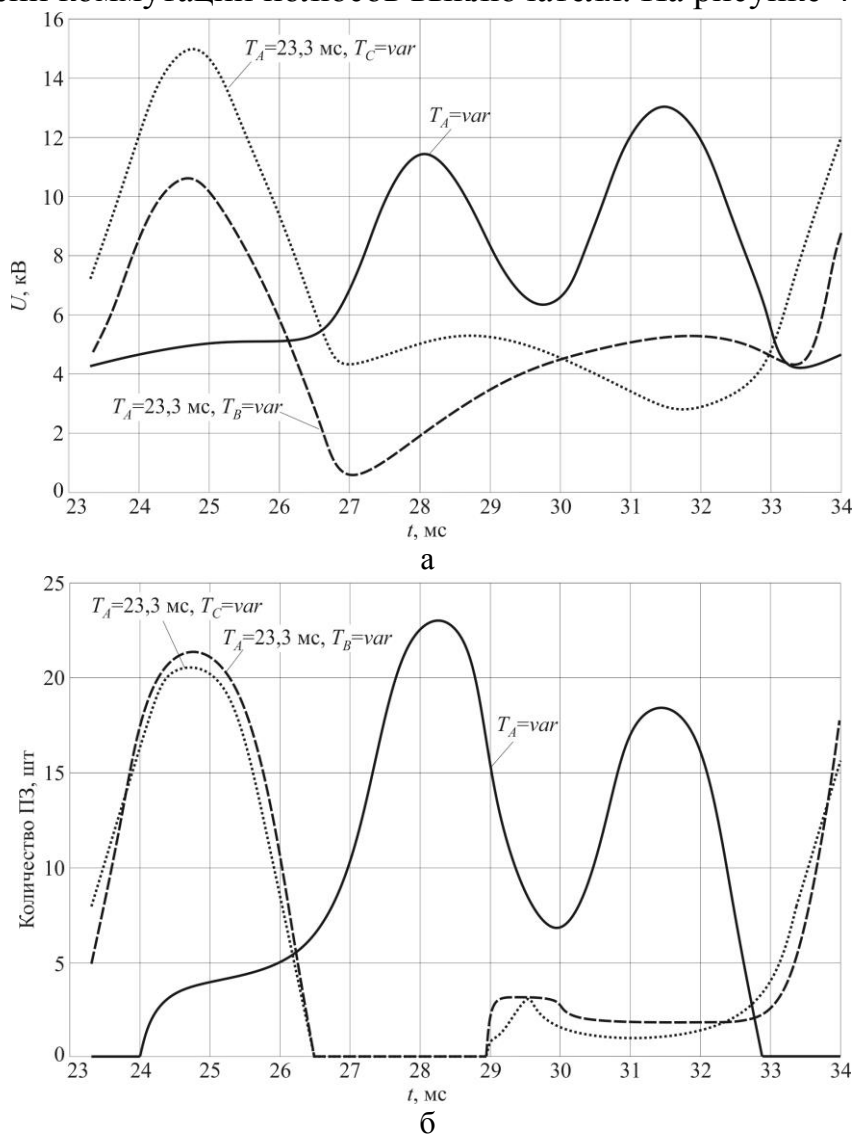 коммутации полюсов выключателя. На рисунке
16
14
12
10
8
6
4
2
0
U, кВ
T_A=23,3 мс, T_C=var
T_A=var
T_A=23,3 мс, T_B=var
23 24 25 26 27 28 29 30 31 32 33 34
t, мс
а
25
20
15
10
5
0
Количество ПЗ, шт
T_A=23,3 мс, T_C=var
T_A=23,3 мс, T_B=var
T_A=var
23 24 25 26 27 28 29 30 31 32 33 34
t, мс
б